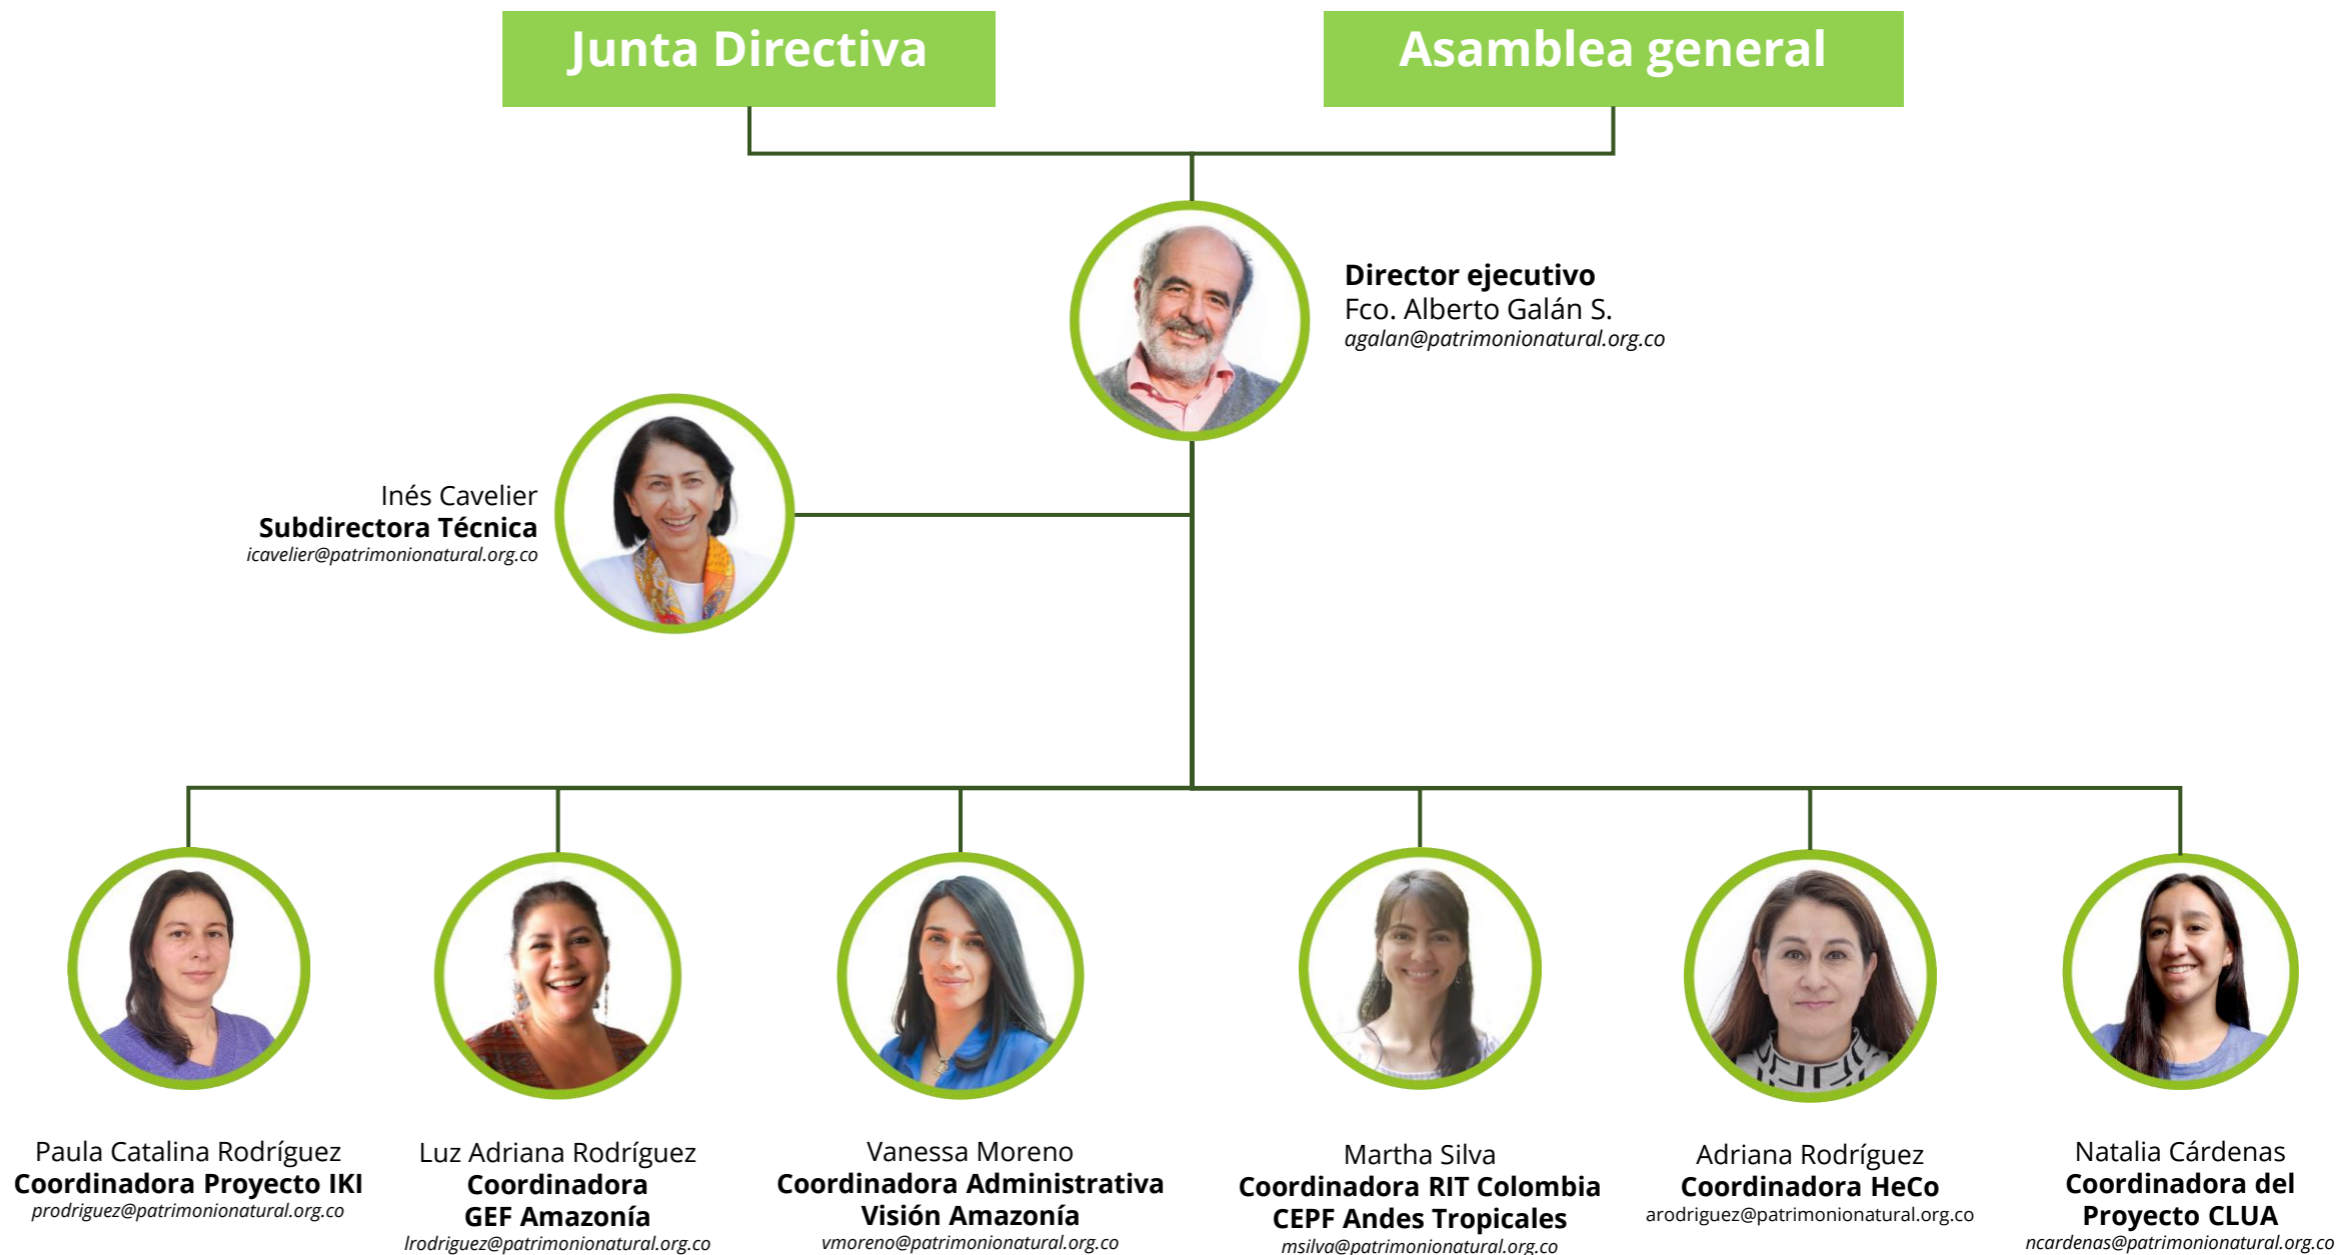 Junta Directiva
Asamblea general
Director ejecutivo
Fco. Alberto Galán S.
agalan@patrimonionatural.org.co
Inés Cavelier
Subdirectora Técnica
icavelier@patrimonionatural.org.co
Paula Catalina Rodríguez
Coordinadora Proyecto IKI
prodriguez@patrimonionatural.org.co
Luz Adriana Rodríguez
Coordinadora
GEF Amazonía
lrodriguez@patrimonionatural.org.co
Vanessa Moreno
Coordinadora Administrativa
Visión Amazonía
vmoreno@patrimonionatural.org.co
Martha Silva
Coordinadora RIT Colombia
CEPF Andes Tropicales
msilva@patrimonionatural.org.co
Adriana Rodríguez
Coordinadora HeCo
arodriguez@patrimonionatural.org.co
Natalia Cárdenas
Coordinadora del
Proyecto CLUA
ncardenas@patrimonionatural.org.co